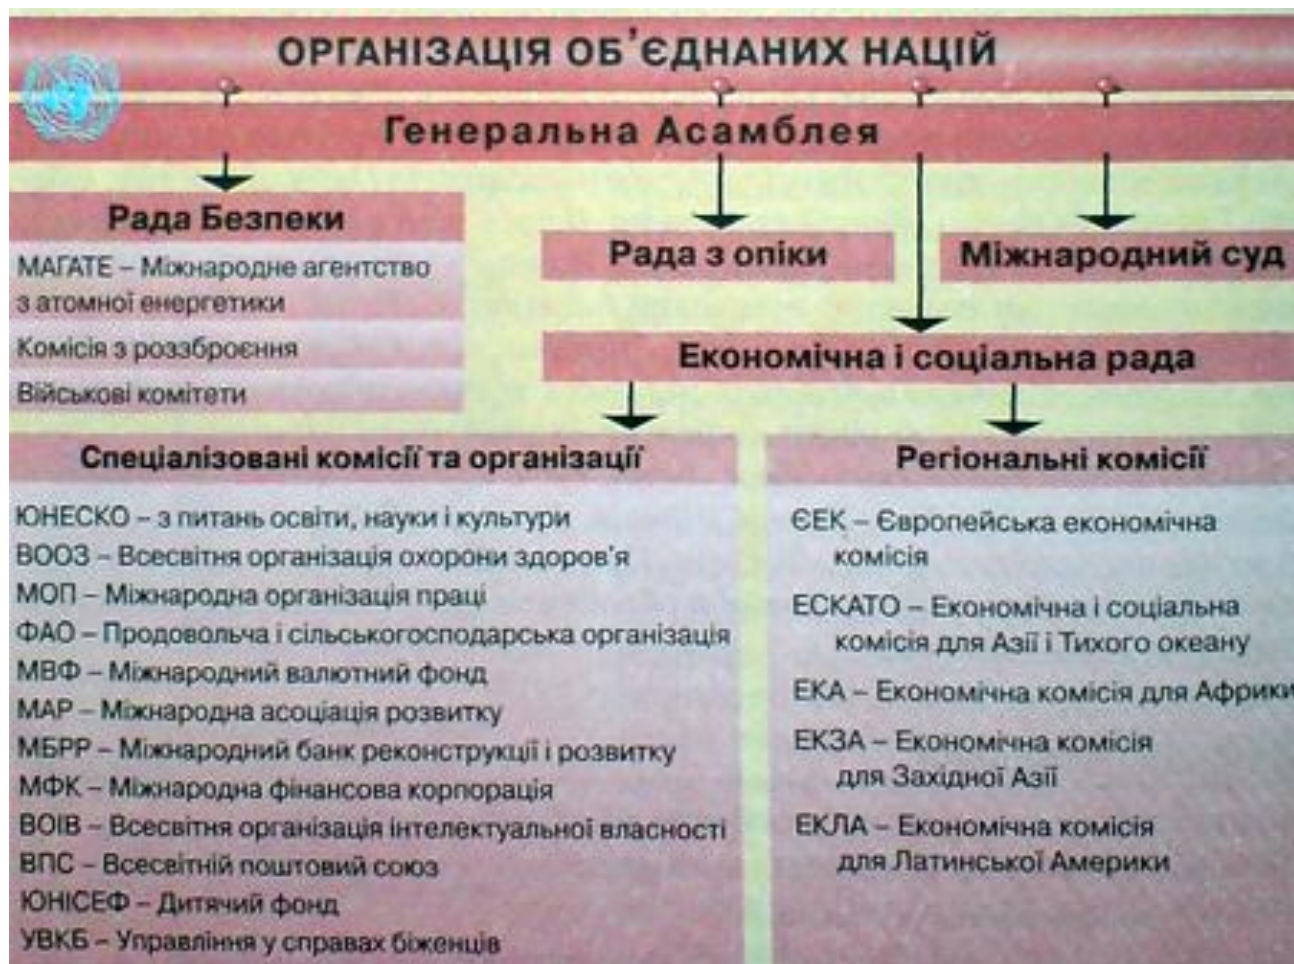 ОРГАНІЗАЦІЯ ОБ'ЄДНАНИХ НАЦІЙ
Генеральна Асамблея
Рада Безпеки
МАГАТЕ – Міжнародне агентство
з атомної енергетики
Комісія з роззброєння
Військові комітети
Рада з опіки
Міжнародний суд
Економічна і соціальна рада
Спеціалізовані комісії та організації
ЮНЕСКО – з питань освіти, науки і культури
ВООЗ – Всесвітня організація охорони здоров'я
МОП – Міжнародна організація праці
ФАО – Продовольча і сільськогосподарська організація
МВФ – Міжнародний валютний фонд
МАР – Міжнародна асоціація розвитку
МБРР – Міжнародний банк реконструкції і розвитку
МФК – Міжнародна фінансова корпорація
ВОІВ – Всесвітня організація інтелектуальної власності
ВПС – Всесвітній поштовий союз
ЮНІСЕФ – Дитячий фонд
УВКБ – Управління у справах біженців
Регіональні комісії
ЄЕК – Європейська економічна
комісія
ЕСКАТО – Економічна і соціальна
комісія для Азії і Тихого океану
ЕКА – Економічна комісія для Африки
ЕКЗА – Економічна комісія
для Західної Азії
ЕКЛА – Економічна комісія
для Латинської Америки